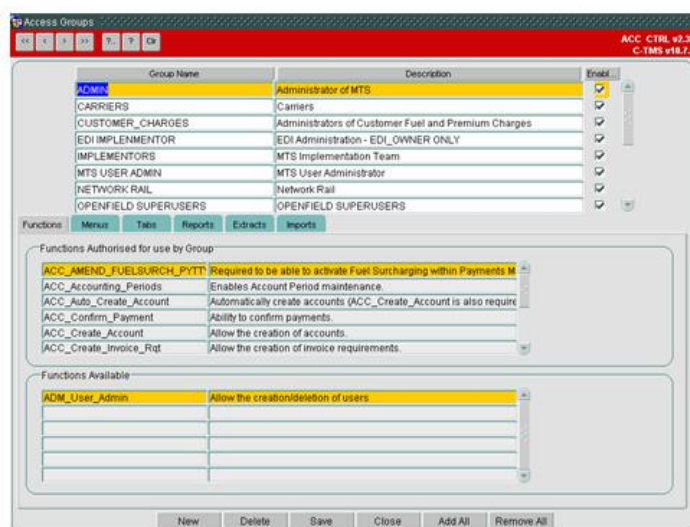 Access Groups
<< < > >> ?.. ? Clr
ACC CTRL v2.3
C-TMS v10.7.
Group Name Description Enabl...
ADMIN Administrator of MTS
CARRIERS Carriers
CUSTOMER_CHARGES Administrators of Customer Fuel and Premium Charges
EDI IMPLENMENTOR EDI Administration - EDI_OWNER ONLY
IMPLEMENTORS MTS Implementation Team
MTS USER ADMIN MTS User Administrator
NETWORK RAIL Network Rail
OPENFIELD SUPERUSERS OPENFIELD SUPERUSERS
Functions Menus Tabs Reports Extracts Imports
Functions Authorised for use by Group
ACC_AMEND_FUELSURCH_PYTT Required to be able to activate Fuel Surcharging within Payments M
ACC_Accounting_Periods Enables Account Period maintenance.
ACC_Auto_Create_Account Automatically create accounts (ACC_Create_Account is also require
ACC_Confirm_Payment Ability to confirm payments.
ACC_Create_Account Allow the creation of accounts.
ACC_Create_Invoice_Rqt Allow the creation of invoice requirements.
Functions Available
ADM_User_Admin Allow the creation/deletion of users
New Delete Save Close Add All Remove All